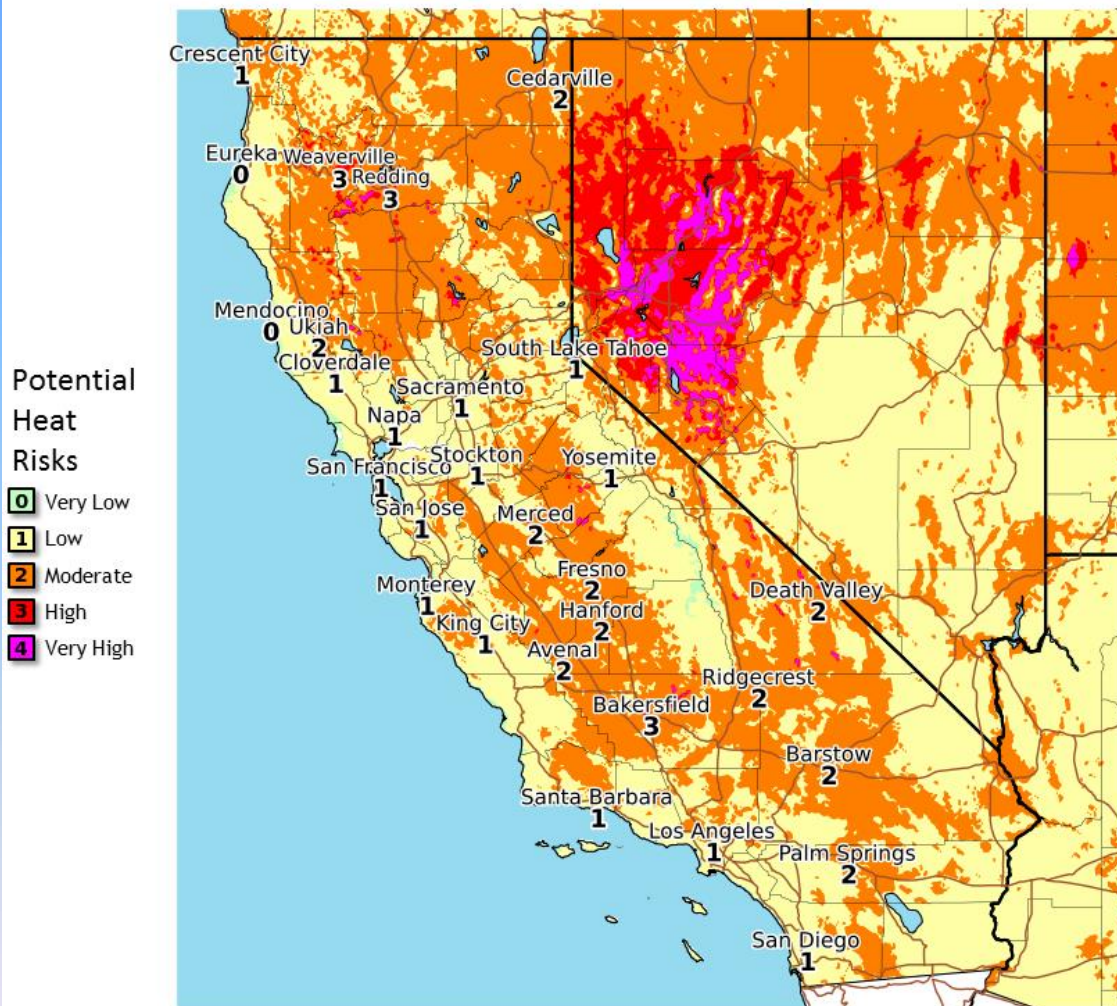 Crescent City
1
Cedarville
2
Eureka
0
Weaverville
3
Redding
3
Mendocino
0
Ukiah
2
Cloverdale
1
South Lake Tahoe
1
Sacramento
1
Napa
1
Stockton
1
Yosemite
1
San Francisco
1
San Jose
1
Merced
2
Fresno
2
Death Valley
2
Monterey
1
Hanford
2
King City
1
Avenal
2
Ridgecrest
2
Bakersfield
3
Barstow
2
Santa Barbara
1
Los Angeles
1
Palm Springs
2
San Diego
1
Potential
Heat
Risks
0 Very Low
1 Low
2 Moderate
3 High
4 Very High